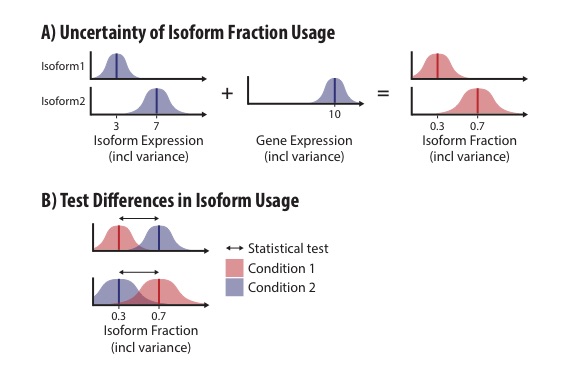 A) Uncertainty of Isoform Fraction Usage
Isoform1
Isoform2
+
=
3
7
10
0.3
0.7
Isoform Expression
(incl variance)
Gene Expression
(incl variance)
Isoform Fraction
(incl variance)
B) Test Differences in Isoform Usage
Statistical test
Condition 1
Condition 2
0.3
0.7
Isoform Fraction
(incl variance)